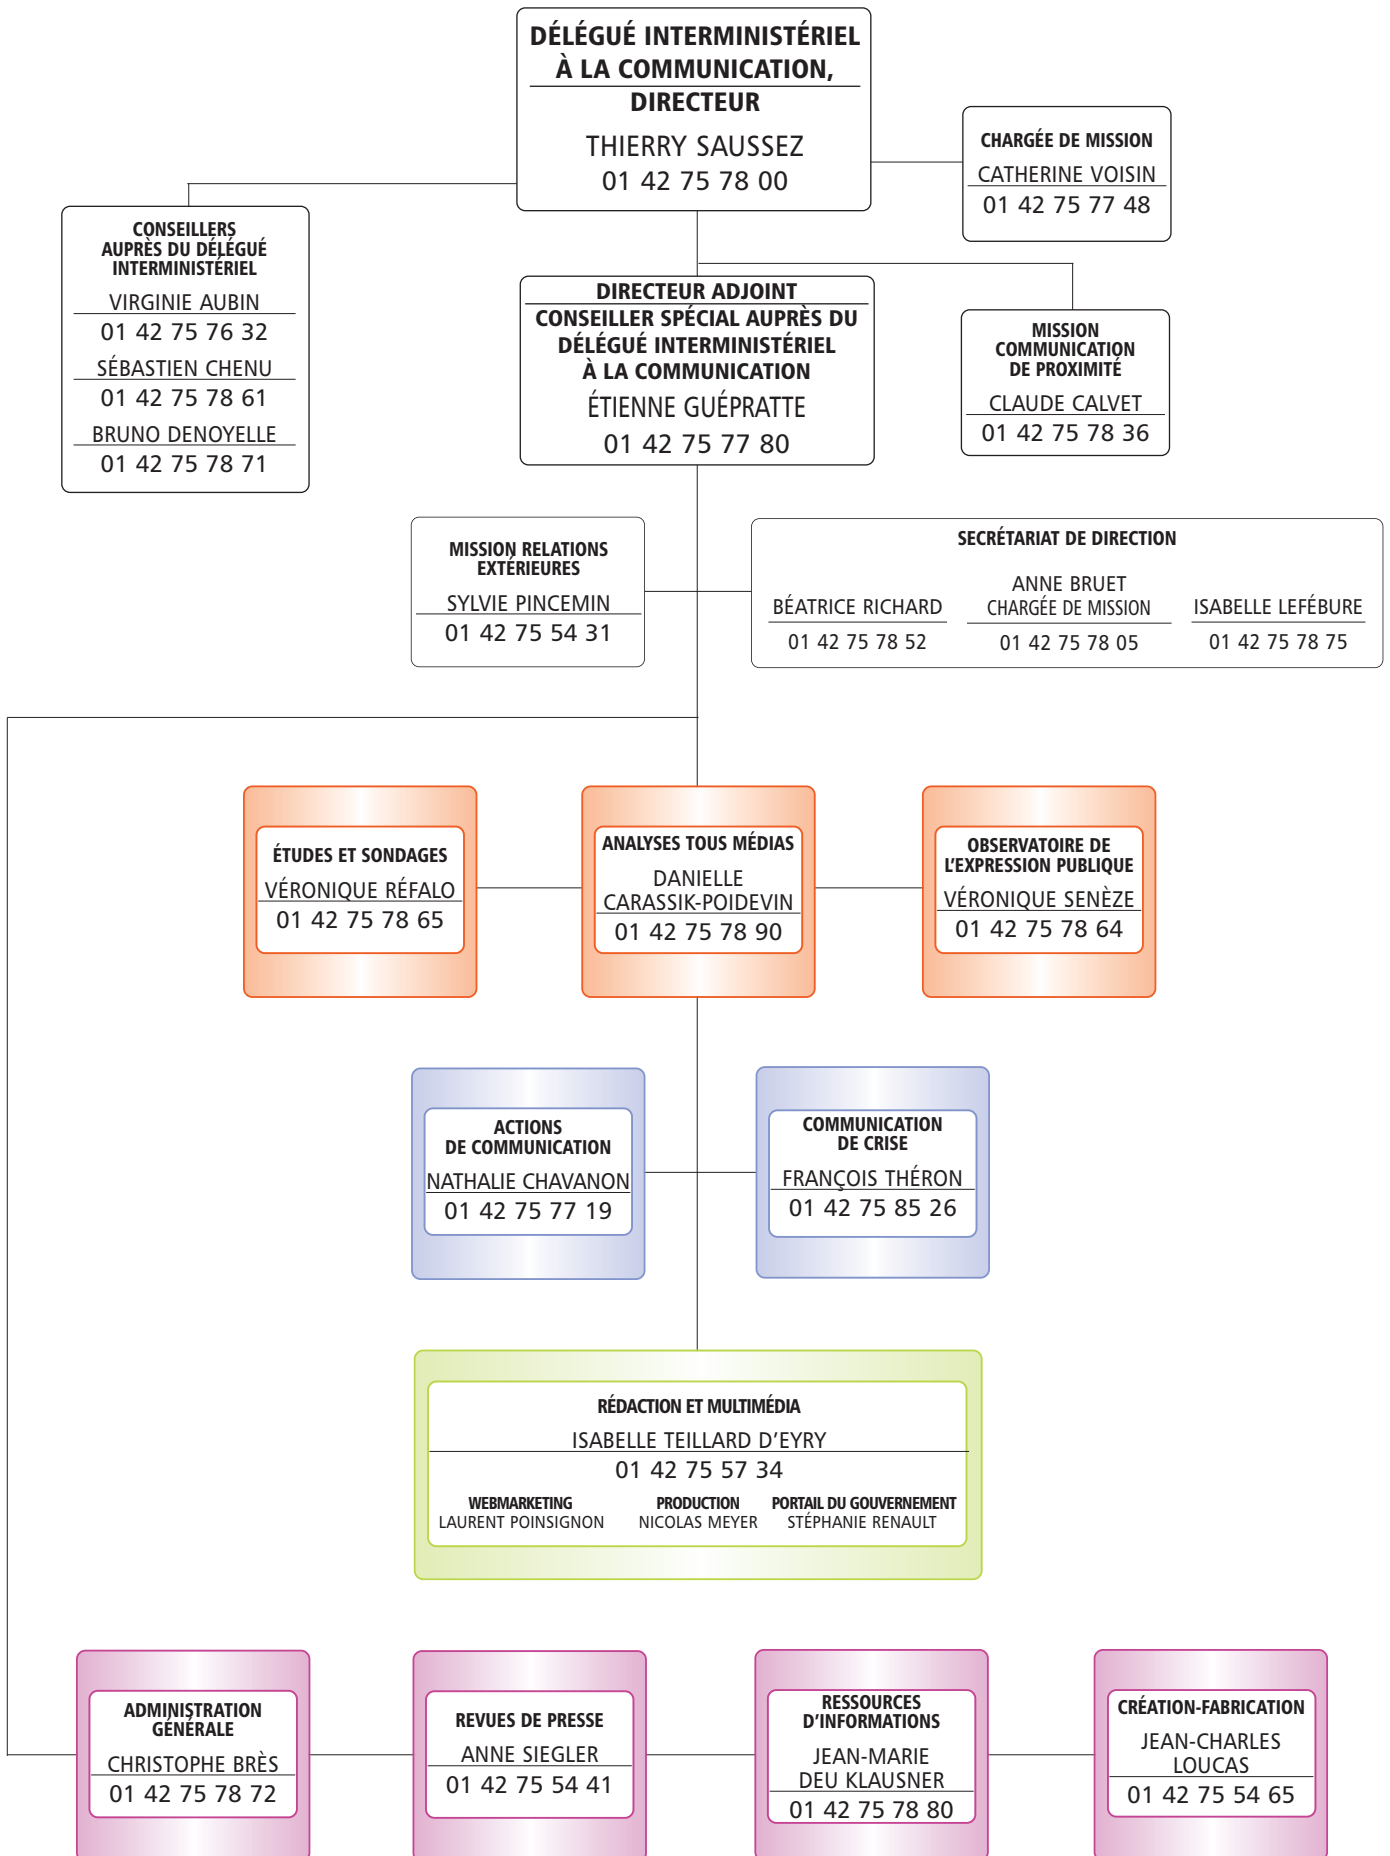 DÉLÉGUÉ INTERMINISTÉRIEL
À LA COMMUNICATION,
DIRECTEUR
THIERRY SAUSSEZ
01 42 75 78 00
CHARGÉE DE MISSION
CATHERINE VOISIN
01 42 75 77 48
CONSEILLERS
AUPRÈS DU DÉLÉGUÉ
INTERMINISTÉRIEL
VIRGINIE AUBIN
01 42 75 76 32
SÉBASTIEN CHENU
01 42 75 78 61
BRUNO DENOYELLE
01 42 75 78 71
DIRECTEUR ADJOINT
CONSEILLER SPÉCIAL AUPRÈS DU
DÉLÉGUÉ INTERMINISTÉRIEL
À LA COMMUNICATION
ÉTIENNE GUÉPRATTE
01 42 75 77 80
MISSION
COMMUNICATION
DE PROXIMITÉ
CLAUDE CALVET
01 42 75 78 36
MISSION RELATIONS
EXTÉRIEURES
SYLVIE PINCEMIN
01 42 75 54 31
SECRÉTARIAT DE DIRECTION
BÉATRICE RICHARD
01 42 75 78 52
ANNE BRUET
CHARGÉE DE MISSION
01 42 75 78 05
ISABELLE LEFÉBURE
01 42 75 78 75
ÉTUDES ET SONDAGES
VÉRONIQUE RÉFALO
01 42 75 78 65
ANALYSES TOUS MÉDIAS
DANIELLE
CARASSIK-POIDEVIN
01 42 75 78 90
OBSERVATOIRE DE
L'EXPRESSION PUBLIQUE
VÉRONIQUE SENÈZE
01 42 75 78 64
ACTIONS
DE COMMUNICATION
NATHALIE CHAVANON
01 42 75 77 19
COMMUNICATION
DE CRISE
FRANÇOIS THÉRON
01 42 75 85 26
RÉDACTION ET MULTIMÉDIA
ISABELLE TEILLARD D'EYRY
01 42 75 57 34
WEBMARKETING
LAURENT POINSIGNON
PRODUCTION
NICOLAS MEYER
PORTAIL DU GOUVERNEMENT
STÉPHANIE RENAULT
ADMINISTRATION
GÉNÉRALE
CHRISTOPHE BRÈS
01 42 75 78 72
REVUES DE PRESSE
ANNE SIEGLER
01 42 75 54 41
RESSOURCES
D'INFORMATIONS
JEAN-MARIE
DEU KLAUSNER
01 42 75 78 80
CRÉATION-FABRICATION
JEAN-CHARLES
LOUCAS
01 42 75 54 65